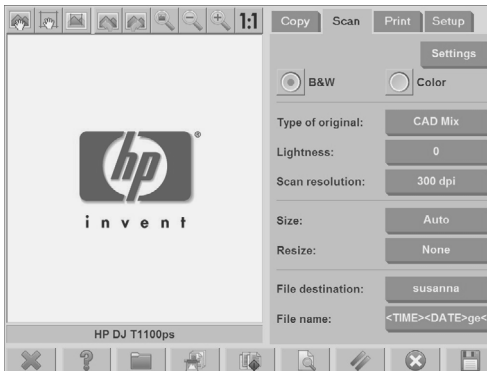 1:1
Copy Scan Print Setup
Settings
B&W Color
Type of original: CAD Mix
Lightness: 0
Scan resolution: 300 dpi
Size: Auto
Resize: None
File destination: susanna
File name: <TIME><DATE>ge<
hp ®
invent
HP DJ T1100ps
?